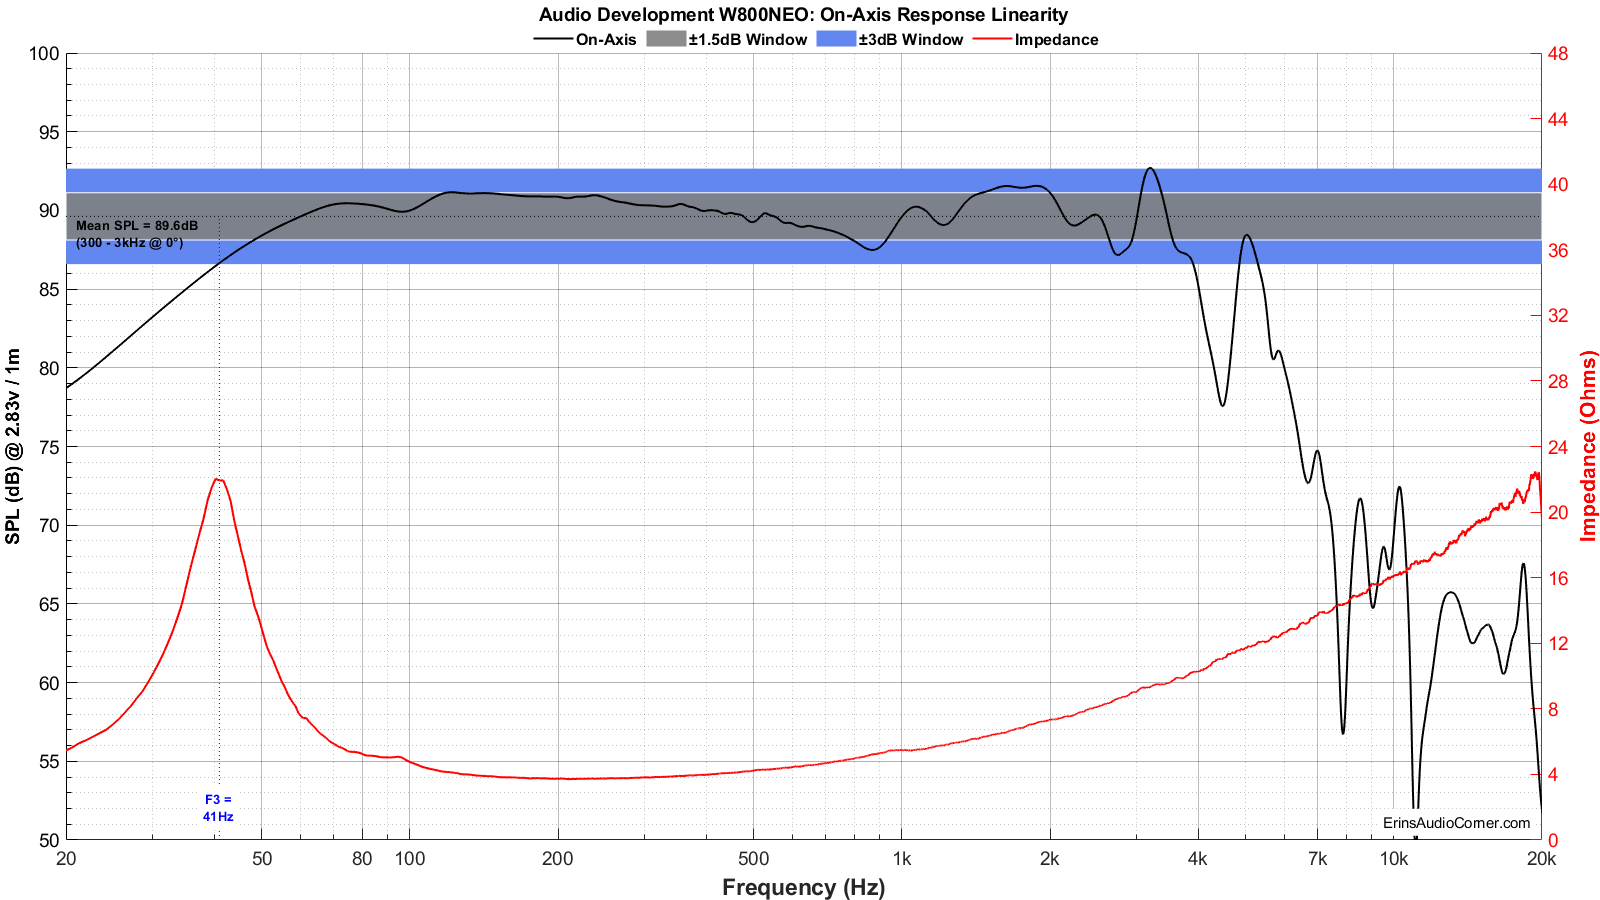 Audio Development W800NEO: On-Axis Response Linearity
On-Axis ±1.5dB Window ±3dB Window Impedance
100
95
90
85
80
75
70
65
60
55
50
SPL (dB) @ 2.83v / 1m
Mean SPL = 89.6dB
(300 - 3kHz @ 0°)
F3 =
41Hz
48
44
40
36
32
28
24
20
16
12
8
4
0
Impedance (Ohms)
ErinsAudioCorner.com
20 50 80 100 200 500 1k 2k 4k 7k 10k 20k
Frequency (Hz)